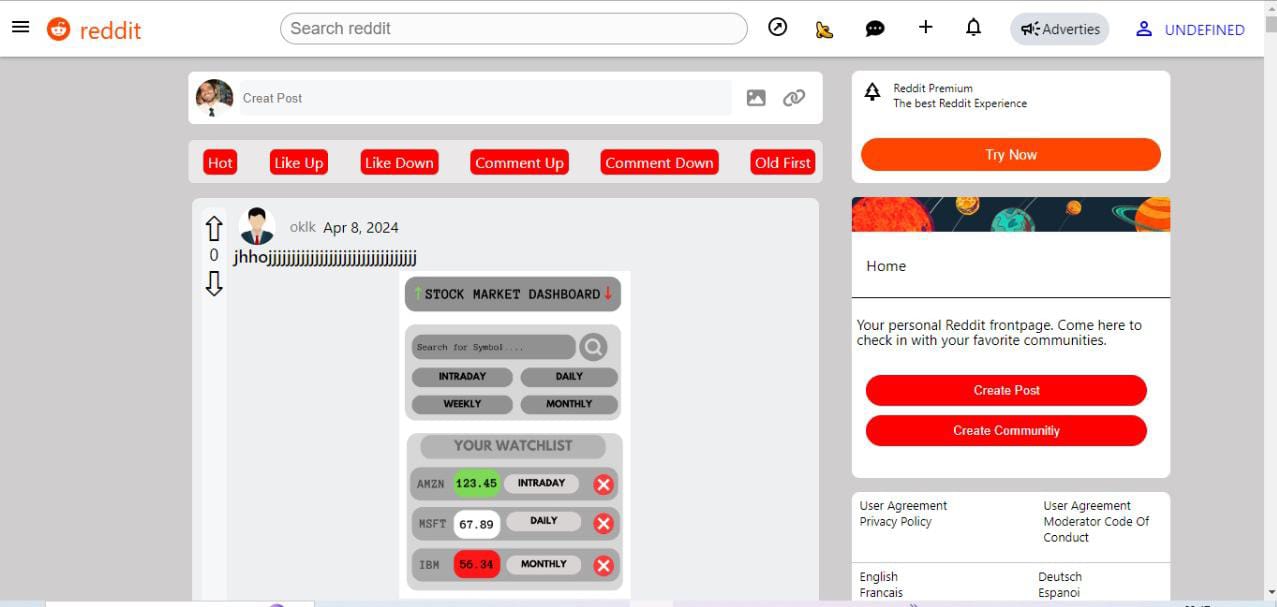 reddit
Search reddit
Adverties
UNDEFINED
Creat Post
Hot
Like Up
Like Down
Comment Up
Comment Down
Old First
oklk Apr 8, 2024
0
jhhojjjjjjjjjjjjjjjjjjjjjjjjjjjjjjjj
↑STOCK MARKET DASHBOARD↓
Search for Symbol....
INTRADAY
DAILY
WEEKLY
MONTHLY
YOUR WATCHLIST
AMZN 123.45 INTRADAY
MSFT 67.89 DAILY
IBM 56.34 MONTHLY
Reddit Premium
The best Reddit Experience
Try Now
Home
Your personal Reddit frontpage. Come here to
check in with your favorite communities.
Create Post
Create Communitiy
User Agreement
Privacy Policy
User Agreement
Moderator Code Of
Conduct
English
Francais
Deutsch
Espanoi